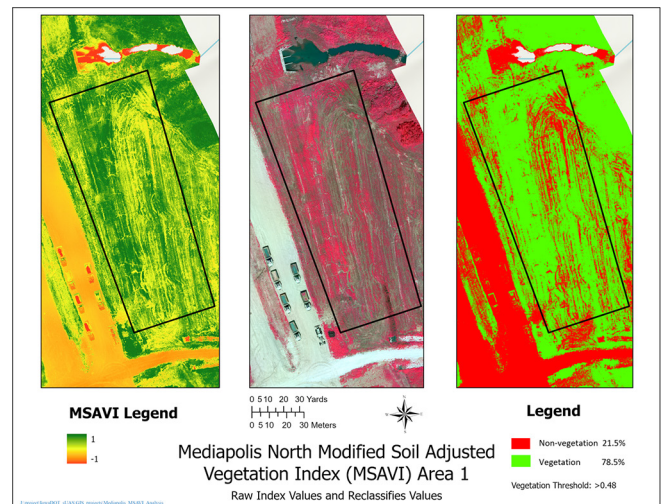 MSAVI Legend
1
-1
0 5 10 20 30 Yards
0 5 10 20 30 Meters
N
W
E
S
Legend
Non-vegetation 21.5%
Vegetation 78.5%
Vegetation Threshold: >0.48
Mediapolis North Modified Soil Adjusted
Vegetation Index (MSAVI) Area 1
Raw Index Values and Reclassifies Values